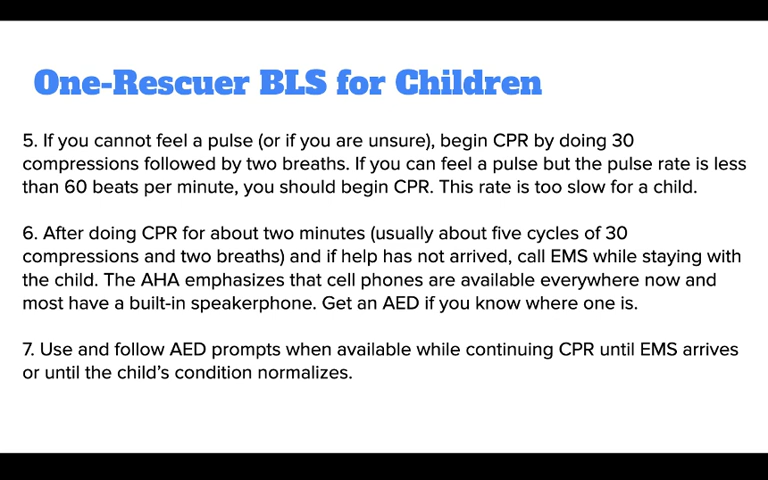 One-Rescuer BLS for Children
5. If you cannot feel a pulse (or if you are unsure), begin CPR by doing 30
compressions followed by two breaths. If you can feel a pulse but the pulse rate is less
than 60 beats per minute, you should begin CPR. This rate is too slow for a child.
6. After doing CPR for about two minutes (usually about five cycles of 30
compressions and two breaths) and if help has not arrived, call EMS while staying with
the child. The AHA emphasizes that cell phones are available everywhere now and
most have a built-in speakerphone. Get an AED if you know where one is.
7. Use and follow AED prompts when available while continuing CPR until EMS arrives
or until the child’s condition normalizes.